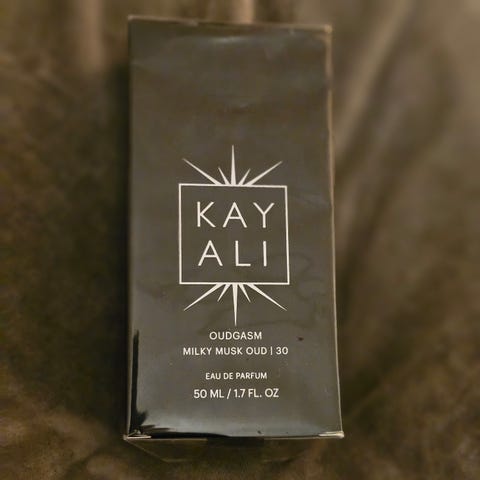 KAY
ALI
OUDGASM
MILKY MUSK OUD | 30
EAU DE PARFUM
50 ML / 1.7 FL. OZ